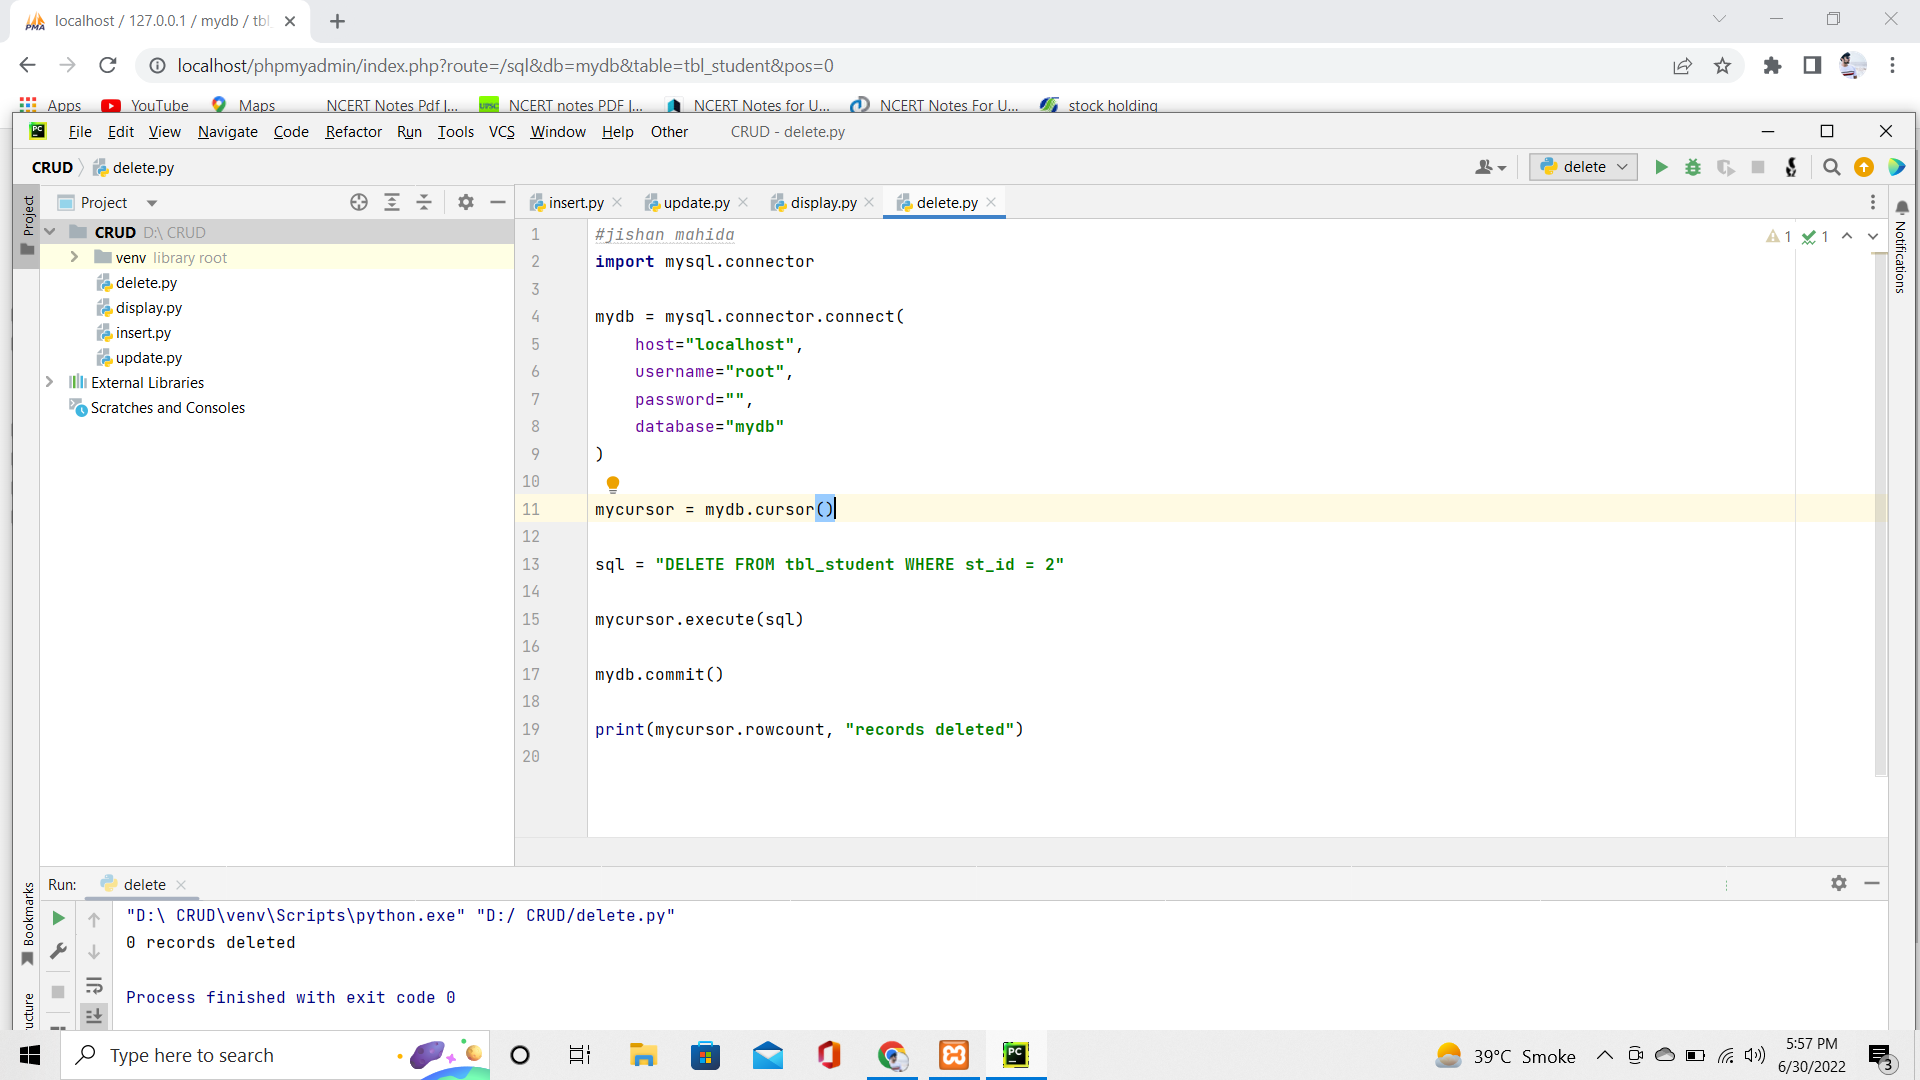 localhost / 127.0.0.1 / mydb / tbl
localhost/phpmyadmin/index.php?route=/sql&db=mydb&table=tbl_student&pos=0
Apps YouTube Maps NCERT Notes Pdf |... NCERT notes PDF |... NCERT Notes for U... NCERT Notes For U... stock holding
PC File Edit View Navigate Code Refactor Run Tools VCS Window Help Other CRUD - delete.py
CRUD delete.py delete
Project Project insert.py update.py display.py delete.py
CRUD D:\ CRUD
venv library root
delete.py
display.py
insert.py
update.py
External Libraries
Scratches and Consoles
1 #jishan mahida
2 import mysql.connector
3
4 mydb = mysql.connector.connect(
5 host="localhost",
6 username="root",
7 password="",
8 database="mydb"
9 )
10
11 mycursor = mydb.cursor()
12
13 sql = "DELETE FROM tbl_student WHERE st_id = 2"
14
15 mycursor.execute(sql)
16
17 mydb.commit()
18
19 print(mycursor.rowcount, "records deleted")
20
1 1
Notifications
Run: delete
Bookmarks
ucture
"D:\ CRUD\venv\Scripts\python.exe" "D:/ CRUD/delete.py"
0 records deleted
Process finished with exit code 0
Type here to search
PC
39°C Smoke
5:57 PM
6/30/2022
3